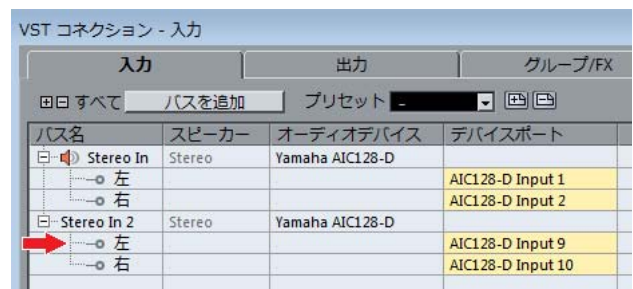 VST コネクション - 入力
入力 出力 グループ/FX
すべて バスを追加 プリセット -
バス名 スピーカー オーディオデバイス デバイスポート
Stereo In Stereo Yamaha AIC128-D
左 AIC128-D Input 1
右 AIC128-D Input 2
Stereo In 2 Stereo Yamaha AIC128-D
左 AIC128-D Input 9
右 AIC128-D Input 10